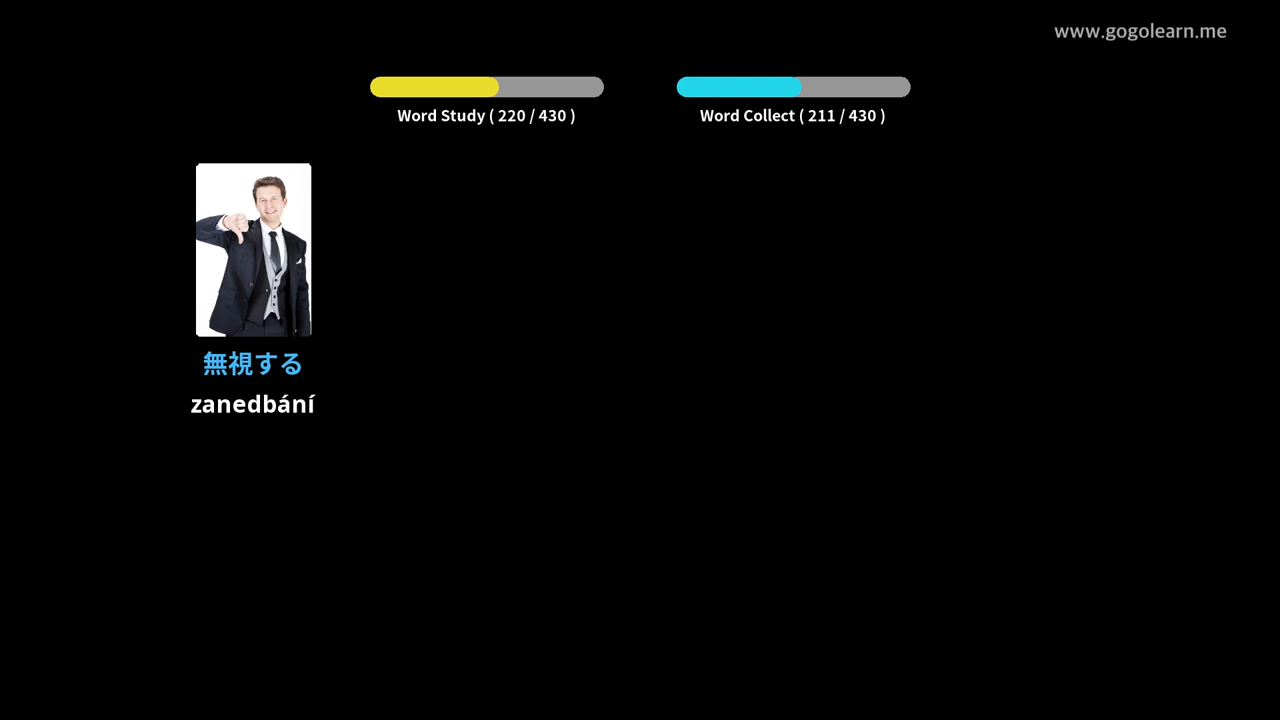 www.gogolearn.me
Word Study ( 220 / 430 )
Word Collect ( 211 / 430 )
無視する
zanedbání